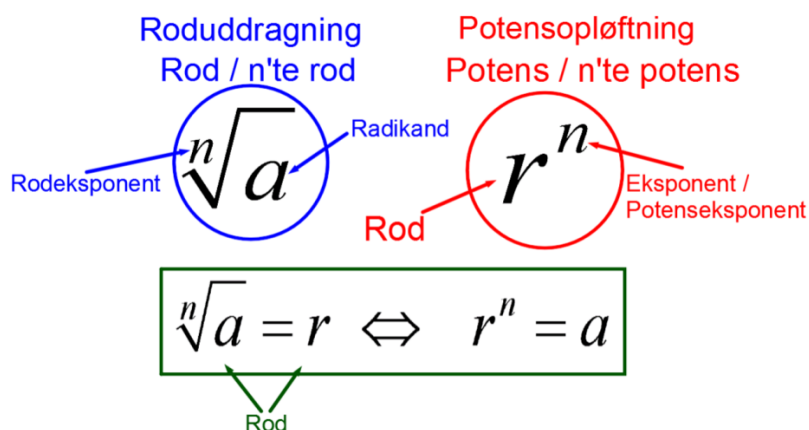 Roduddragning
Rod / n'te rod
ⁿ√a
Radikand
Rodeksponent
Potensopløftning
Potens / n'te potens
rⁿ
Rod
Eksponent /
Potenseksponent
ⁿ√a = r ⇔ rⁿ = a
Rod